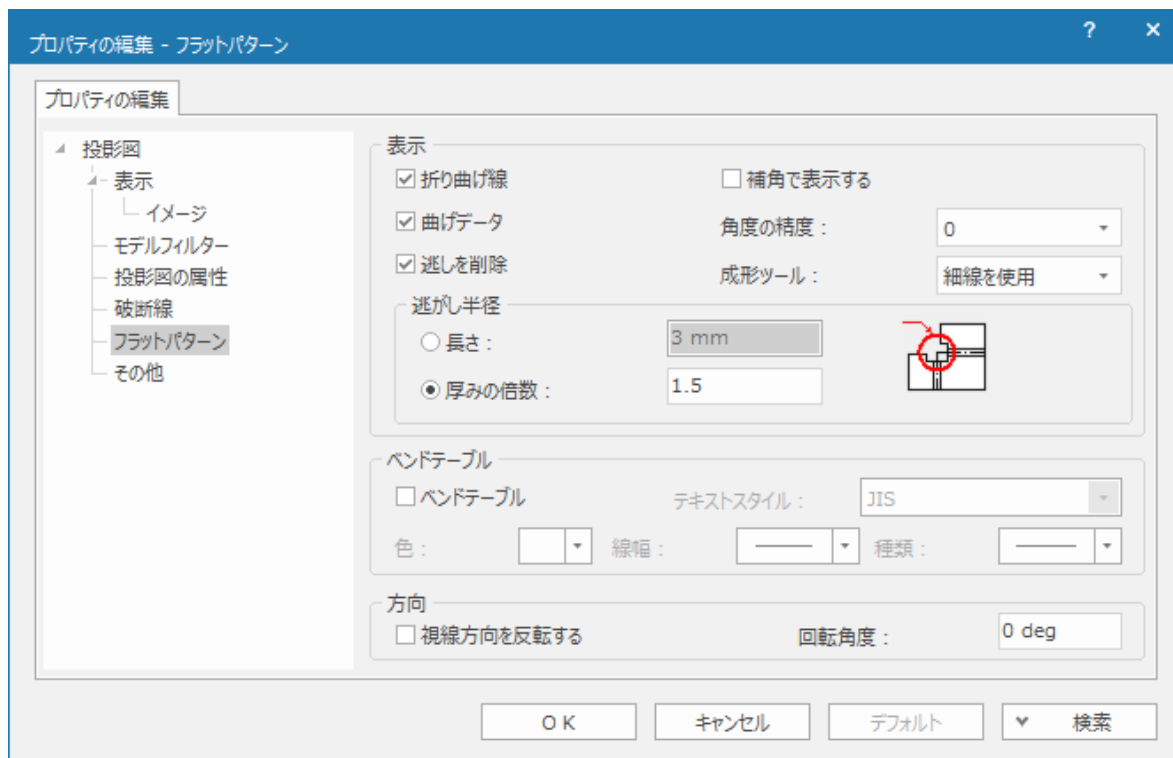 プロパティの編集 - フラットパターン ? ×
プロパティの編集
投影図
表示
イメージ
モデルフィルター
投影図の属性
破断線
フラットパターン
その他
表示
折り曲げ線 補角で表示する
曲げデータ 角度の精度： 0
逃しを削除 成形ツール： 細線を使用
逃がし半径
長さ： 3 mm
厚みの倍数： 1.5
ベンドテーブル
ベンドテーブル テキストスタイル： JIS
色： 線幅： 種類：
方向
視線方向を反転する 回転角度： 0 deg
ＯＫ キャンセル デフォルト 検索